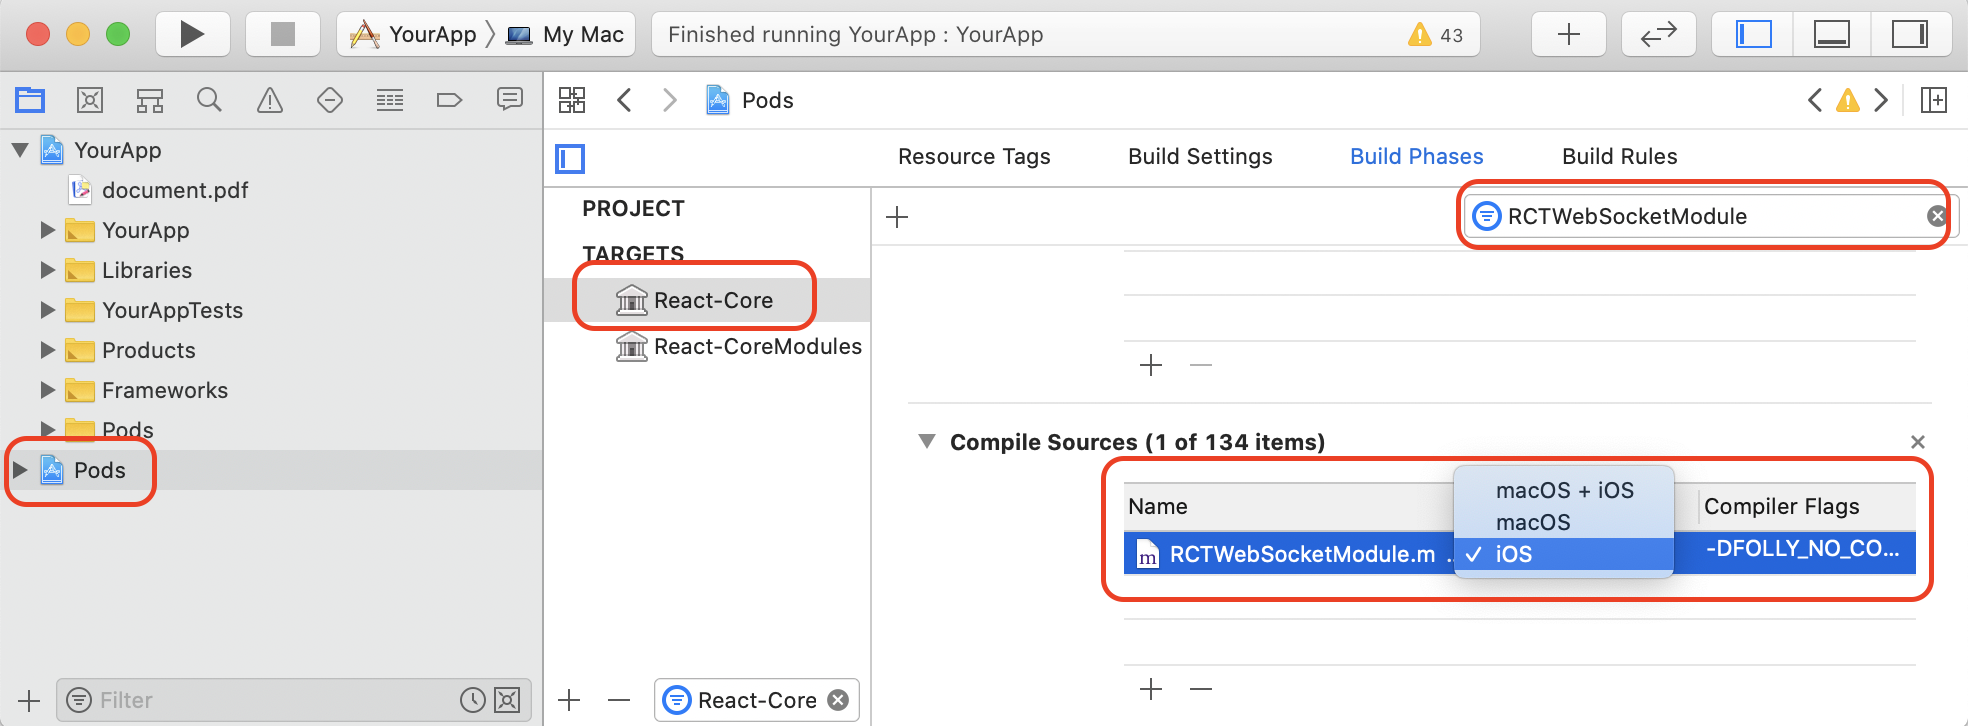 YourApp My Mac
Finished running YourApp : YourApp
43
Pods
YourApp
document.pdf
YourApp
Libraries
YourAppTests
Products
Frameworks
Pods
Pods
Filter
Resource Tags
Build Settings
Build Phases
Build Rules
PROJECT
TARGETS
React-Core
React-CoreModules
React-Core
RCTWebSocketModule
Compile Sources (1 of 134 items)
Name
Compiler Flags
m RCTWebSocketModule.m ..
-DFOLLY_NO_CO...
macOS + iOS
macOS
✓ iOS